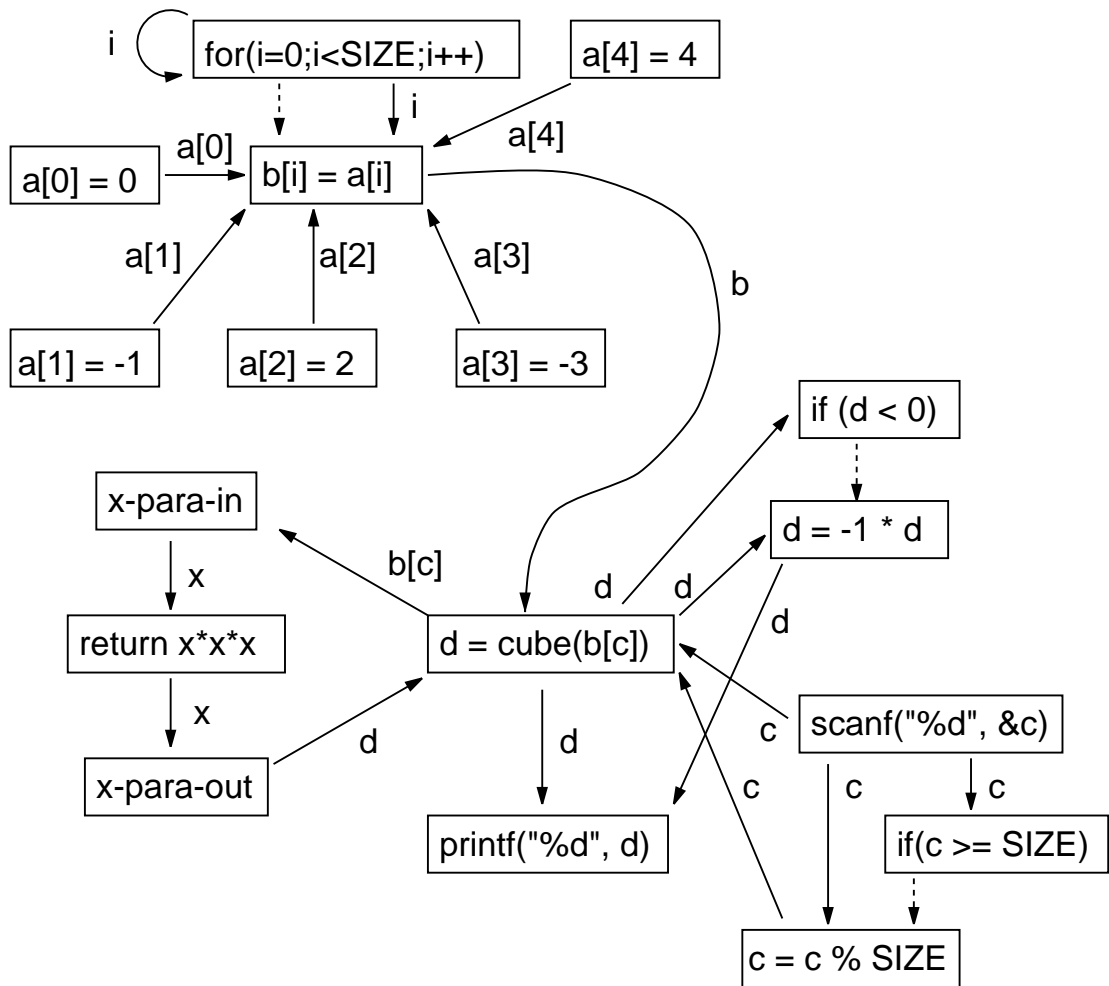 i
for(i=0;i<SIZE;i++)
a[4] = 4
i
a[4]
a[0]
a[0] = 0
b[i] = a[i]
a[1]
a[2]
a[3]
b
a[1] = -1
a[2] = 2
a[3] = -3
if (d < 0)
x-para-in
d = -1 * d
b[c]
x
d
d
d
return x*x*x
d = cube(b[c])
x
d
d
c
scanf("%d", &c)
x-para-out
c
c
c
printf("%d", d)
if(c >= SIZE)
c = c % SIZE